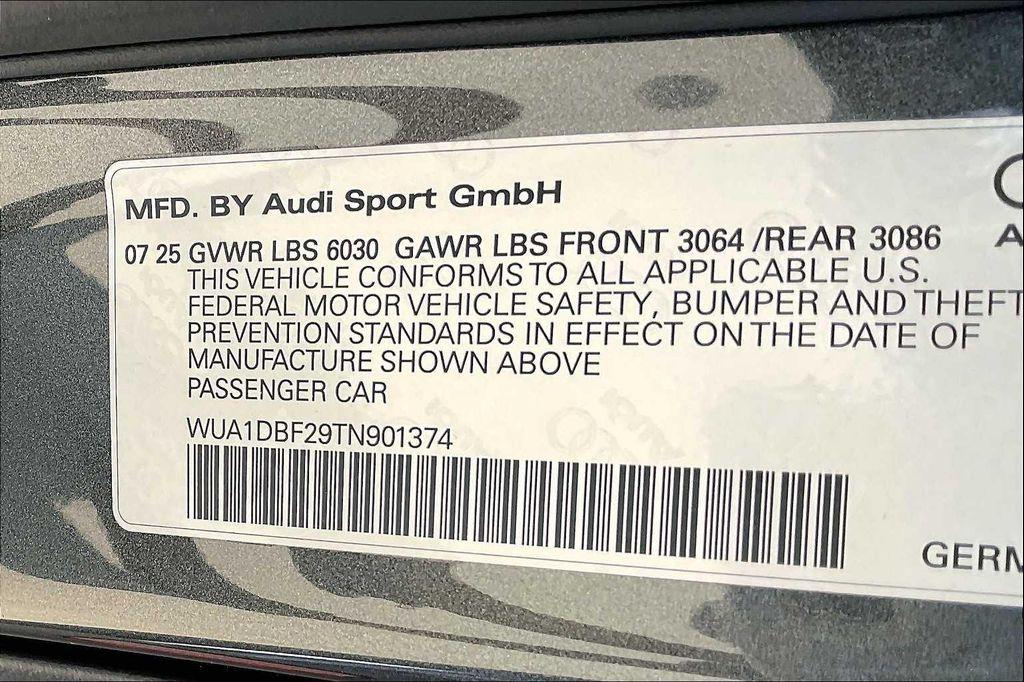 MFD. BY Audi Sport GmbH
07 25 GVWR LBS 6030 GAWR LBS FRONT 3064 /REAR 3086
THIS VEHICLE CONFORMS TO ALL APPLICABLE U.S.
FEDERAL MOTOR VEHICLE SAFETY, BUMPER AND THEFT
PREVENTION STANDARDS IN EFFECT ON THE DATE OF
MANUFACTURE SHOWN ABOVE
PASSENGER CAR
WUA1DBF29TN901374
GERM